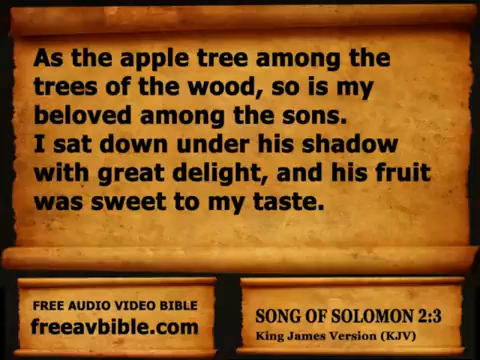 As the apple tree among the
trees of the wood, so is my
beloved among the sons.
I sat down under his shadow
with great delight, and his fruit
was sweet to my taste.
FREE AUDIO VIDEO BIBLE
freeavbible.com
SONG OF SOLOMON 2:3
King James Version (KJV)